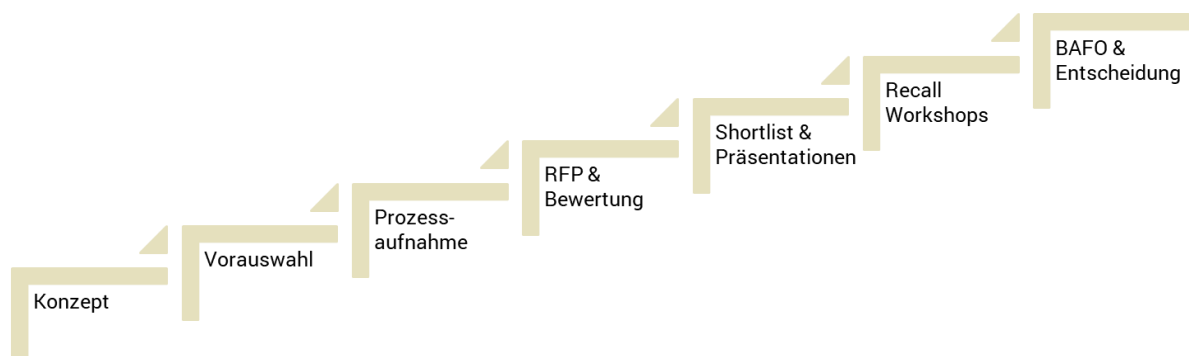 Konzept
Vorauswahl
Prozess-
aufnahme
RFP &
Bewertung
Shortlist &
Präsentationen
Recall
Workshops
BAFO &
Entscheidung